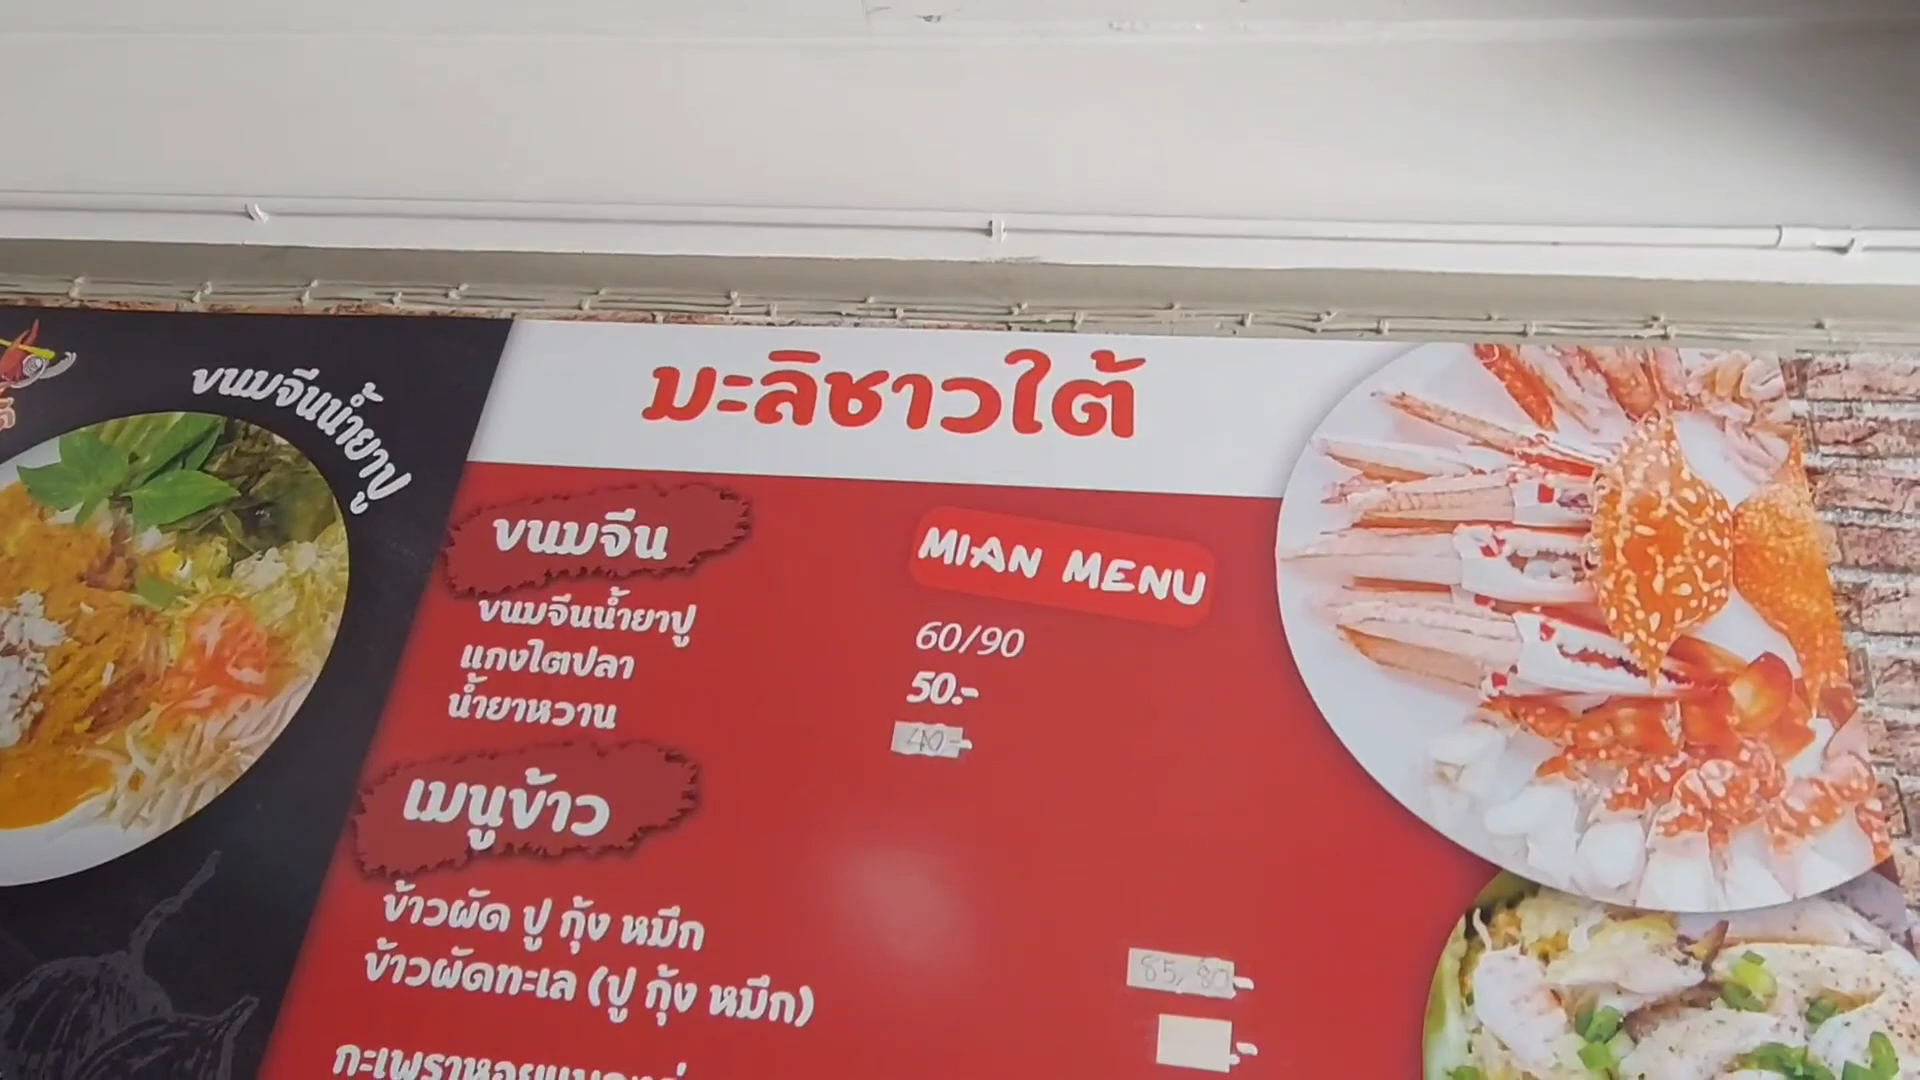 ขนมจีนน้ำยาปู
มะลิชาวใต้
ขนมจีน
MIAN MENU
ขนมจีนน้ำยาปู 60/90
แกงไตปลา 50.-
น้ำยาหวาน 40.-
เมนูข้าว
ข้าวผัด ปู กุ้ง หมึก 85,80.-
ข้าวผัดทะเล (ปู กุ้ง หมึก) .-